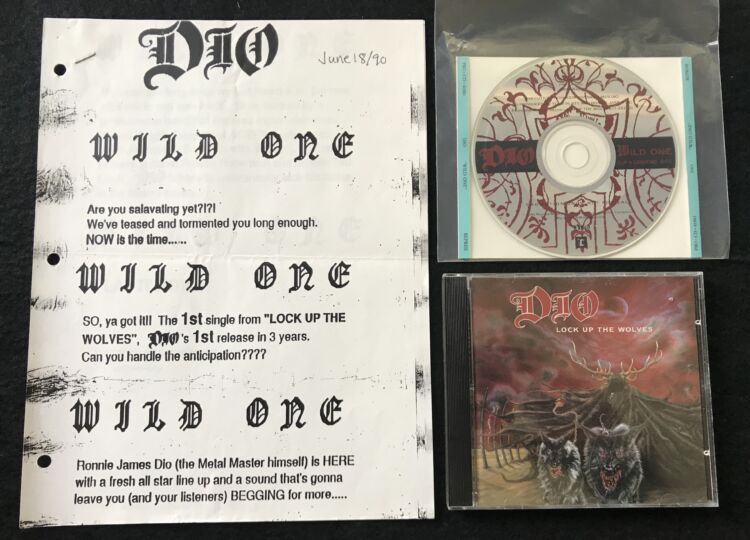 DIO
June 18/90
WILD ONE
Are you salavating yet?!?!
We've teased and tormented you long enough.
NOW is the time......
WILD ONE
SO, ya got it!! The 1st single from "LOCK UP THE
WOLVES", DIO's 1st release in 3 years.
Can you handle the anticipation????
WILD ONE
Ronnie James Dio (the Metal Master himself) is HERE
with a fresh all star line up and a sound that's gonna
leave you (and your listeners) BEGGING for more.....
DIO
WILD ONE
DIO
LOCK UP THE WOLVES